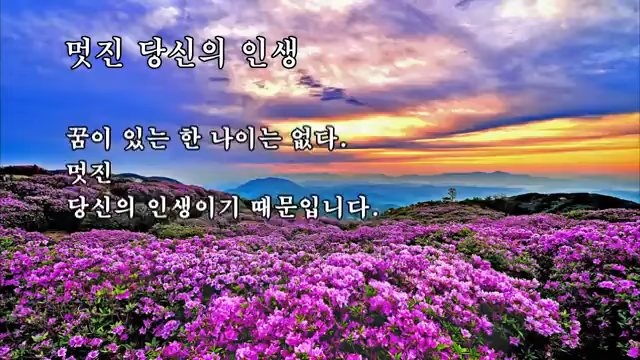 멋진 당신의 인생
꿈이 있는 한 나이는 없다.
멋진
당신의 인생이기 때문입니다.